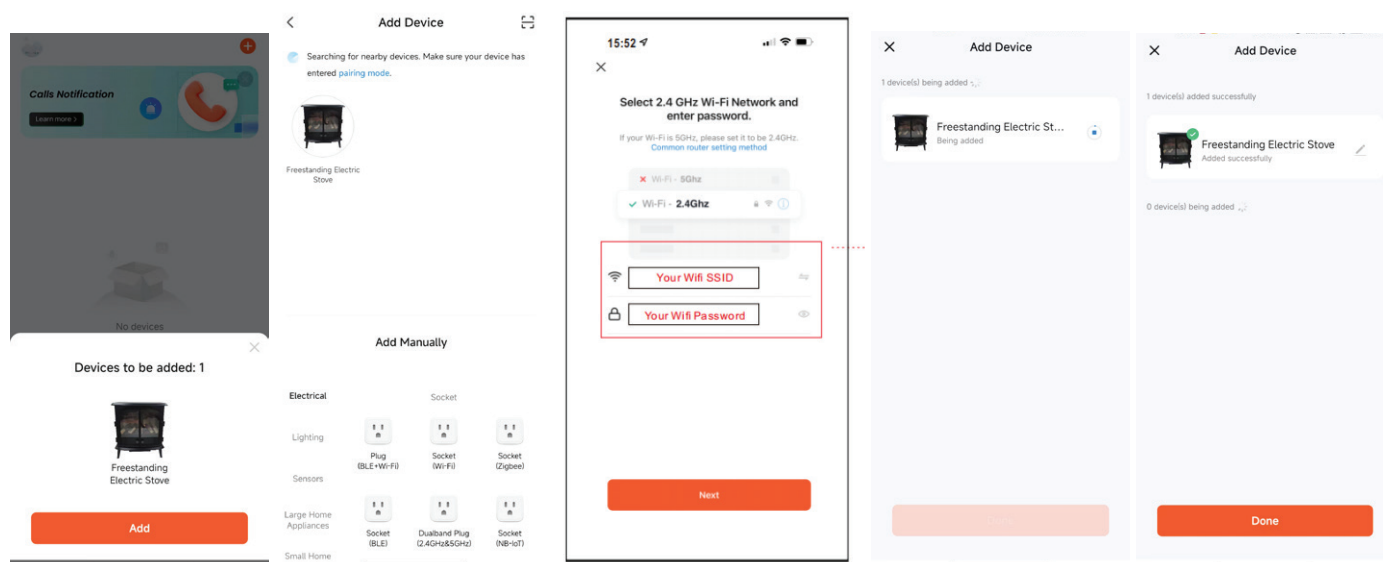 Calls Notification
Learn more >
No devices
Devices to be added: 1
Freestanding
Electric Stove
Add
Add Device
Searching for nearby devices. Make sure your device has
entered pairing mode.
Freestanding Electric
Stove
Add Manually
Electrical
Lighting
Sensors
Large Home
Appliances
Small Home
Socket
Plug
(BLE+Wi-Fi)
Socket
(Wi-Fi)
Socket
(Zigbee)
Socket
(BLE)
Dualband Plug
(2.4GHz&5GHz)
Socket
(NB-IoT)
15:52
Select 2.4 GHz Wi-Fi Network and
enter password.
If your Wi-Fi is 5GHz, please set it to be 2.4GHz.
Common router setting method
Wi-Fi - 5Ghz
Wi-Fi - 2.4Ghz
Your Wifi SSID
Your Wifi Password
Next
Add Device
1 device(s) being added
Freestanding Electric St...
Being added
Add Device
1 device(s) added successfully
Freestanding Electric Stove
Added successfully
0 device(s) being added
Done